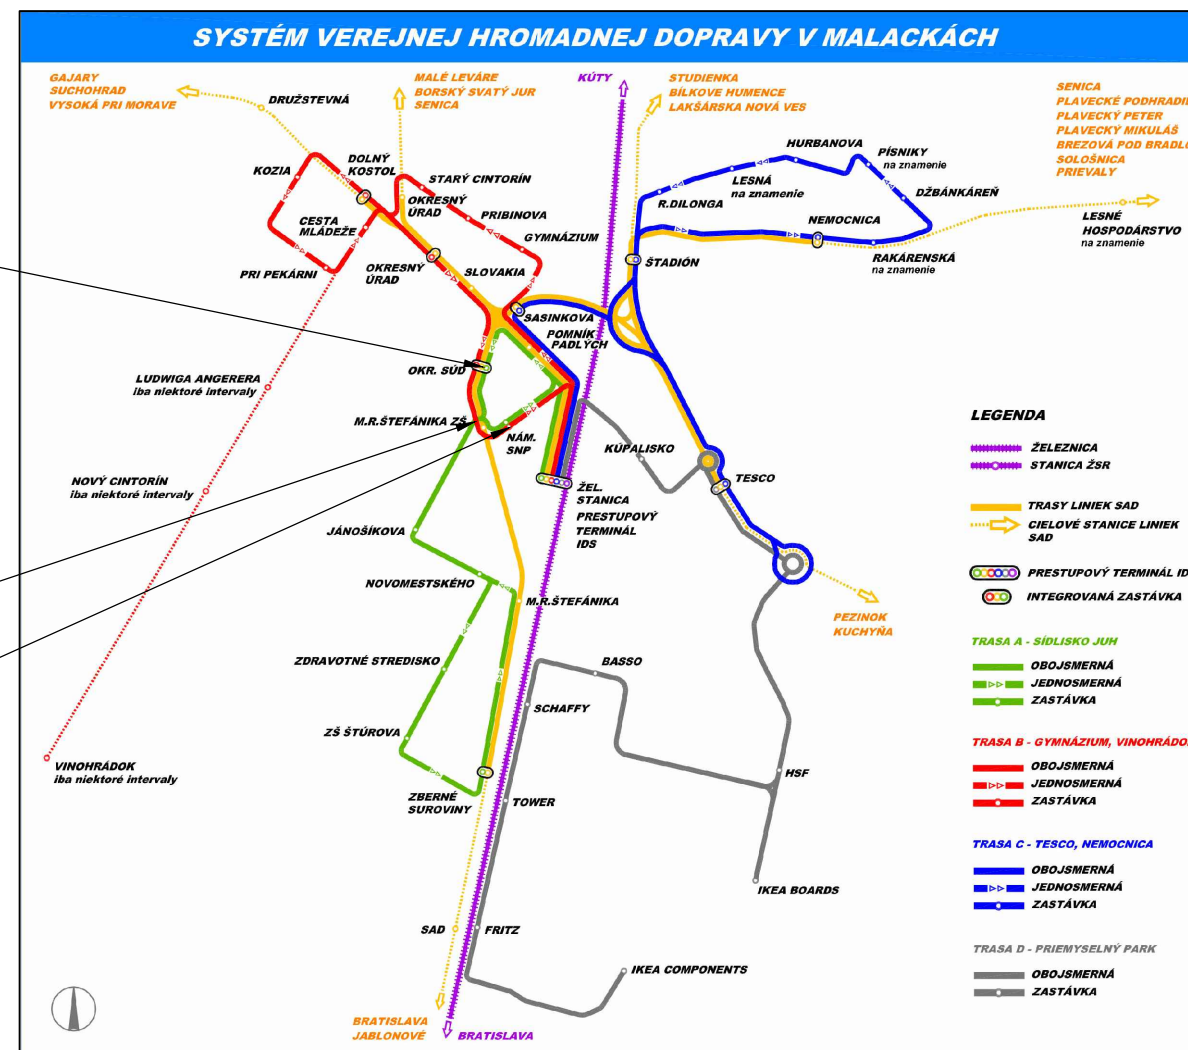 SYSTÉM VEREJNEJ HROMADNEJ DOPRAVY V MALACKÁCH
GAJARY
SUCHOHRAD
VYSOKÁ PRI MORAVE
DRUŽSTEVNÁ
MALÉ LEVÁRE
BORSKÝ SVATÝ JUR
SENICA
KÚTY
STUDIENKA
BÍLKOVE HUMENCE
LAKŠÁRSKA NOVÁ VES
SENICA
PLAVECKÉ PODHRADI
PLAVECKÝ PETER
PLAVECKÝ MIKULÁŠ
BREZOVÁ POD BRADLO
SOLOŠNICA
PRIEVALY
KOZIA
DOLNÝ
KOSTOL
STARÝ CINTORÍN
OKRESNÝ
ÚRAD
PRIBINOVA
GYMNÁZIUM
CESTA
MLÁDEŽE
PRI PEKÁRNI
OKRESNÝ
ÚRAD
SLOVAKIA
HURBANOVA
PÍSNIKY
na znamenie
LESNÁ
na znamenie
R.DILONGA
DŽBÁNKÁREŇ
NEMOCNICA
RAKÁRENSKÁ
na znamenie
LESNÉ
HOSPODÁRSTVO
na znamenie
ŠTADIÓN
SASINKOVA
POMNÍK
PADLÝCH
OKR. SÚD
LUDWIGA ANGERERA
iba niektoré intervaly
M.R.ŠTEFÁNIKA ZŠ
NÁM.
SNP
KÚPALISKO
TESCO
NOVÝ CINTORÍN
iba niektoré intervaly
ŽEL.
STANICA
PRESTUPOVÝ
TERMINÁL
IDS
JÁNOŠÍKOVA
NOVOMESTSKÉHO
M.R.ŠTEFÁNIKA
PEZINOK
KUCHYŇA
ZDRAVOTNÉ STREDISKO
BASSO
SCHAFFY
ZŠ ŠTÚROVA
VINOHRÁDOK
iba niektoré intervaly
HSF
ZBERNÉ
SUROVINY
TOWER
IKEA BOARDS
SAD
FRITZ
IKEA COMPONENTS
BRATISLAVA
JABLONOVÉ
BRATISLAVA
LEGENDA
ŽELEZNICA
STANICA ŽSR
TRASY LINIEK SAD
CIELOVÉ STANICE LINIEK
SAD
PRESTUPOVÝ TERMINÁL ID
INTEGROVANÁ ZASTÁVKA
TRASA A - SÍDLISKO JUH
OBOJSMERNÁ
JEDNOSMERNÁ
ZASTÁVKA
TRASA B - GYMNÁZIUM, VINOHRÁDO
OBOJSMERNÁ
JEDNOSMERNÁ
ZASTÁVKA
TRASA C - TESCO, NEMOCNICA
OBOJSMERNÁ
JEDNOSMERNÁ
ZASTÁVKA
TRASA D - PRIEMYSELNÝ PARK
OBOJSMERNÁ
ZASTÁVKA